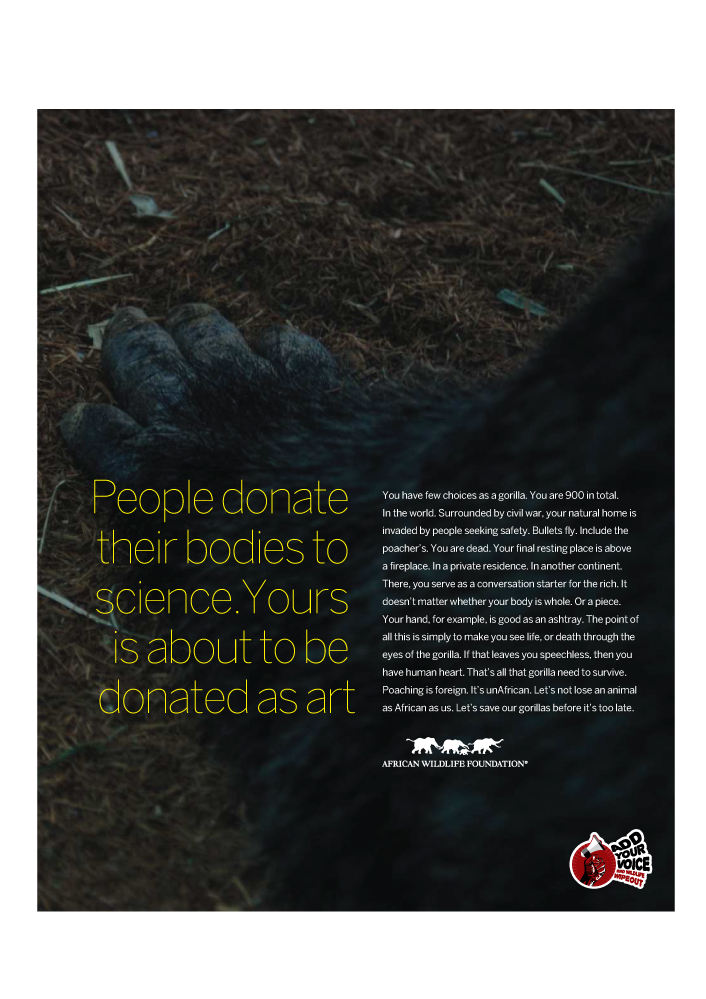 People donate
their bodies to
science.Yours
is about to be
donated as art
You have few choices as a gorilla. You are 900 in total.
In the world. Surrounded by civil war, your natural home is
invaded by people seeking safety. Bullets fly. Include the
poacher's. You are dead. Your final resting place is above
a fireplace. In a private residence. In another continent.
There, you serve as a conversation starter for the rich. It
doesn't matter whether your body is whole. Or a piece.
Your hand, for example, is good as an ashtray. The point of
all this is simply to make you see life, or death through the
eyes of the gorilla. If that leaves you speechless, then you
have human heart. That's all that gorilla need to survive.
Poaching is foreign. It's unAfrican. Let's not lose an animal
as African as us. Let's save our gorillas before it's too late.
AFRICAN WILDLIFE FOUNDATION®
ADD
YOUR
VOICE
AND WILDLIFE
WIPEOUT